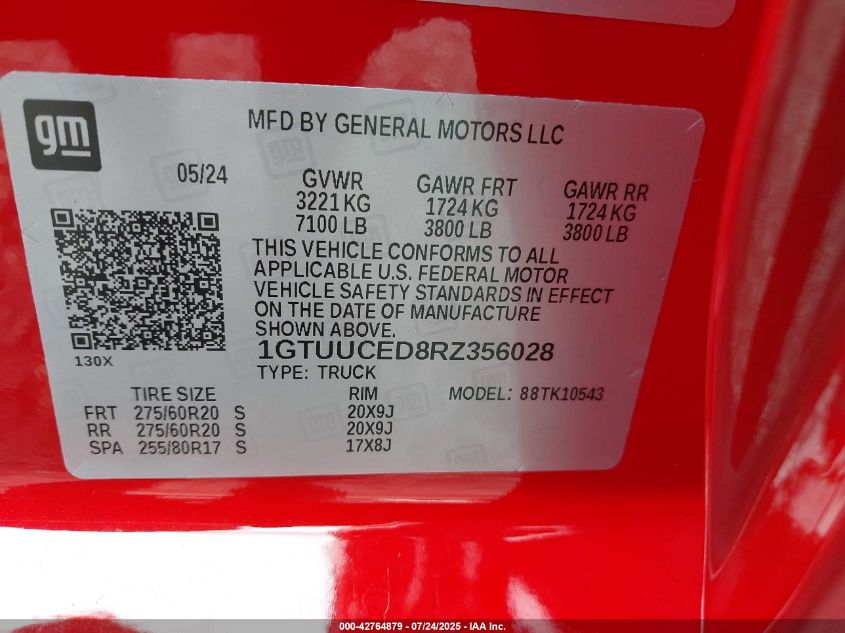 gm
MFD BY GENERAL MOTORS LLC
05/24 GVWR GAWR FRT GAWR RR
3221 KG 1724 KG 1724 KG
7100 LB 3800 LB 3800 LB
THIS VEHICLE CONFORMS TO ALL
APPLICABLE U.S. FEDERAL MOTOR
VEHICLE SAFETY STANDARDS IN EFFECT
ON THE DATE OF MANUFACTURE
SHOWN ABOVE.
130X 1GTUUCED8RZ356028
TYPE: TRUCK
TIRE SIZE RIM MODEL: 88TK10543
FRT 275/60R20 S 20X9J
RR 275/60R20 S 20X9J
SPA 255/80R17 S 17X8J
000-42764879 - 07/24/2025 - IAA Inc.